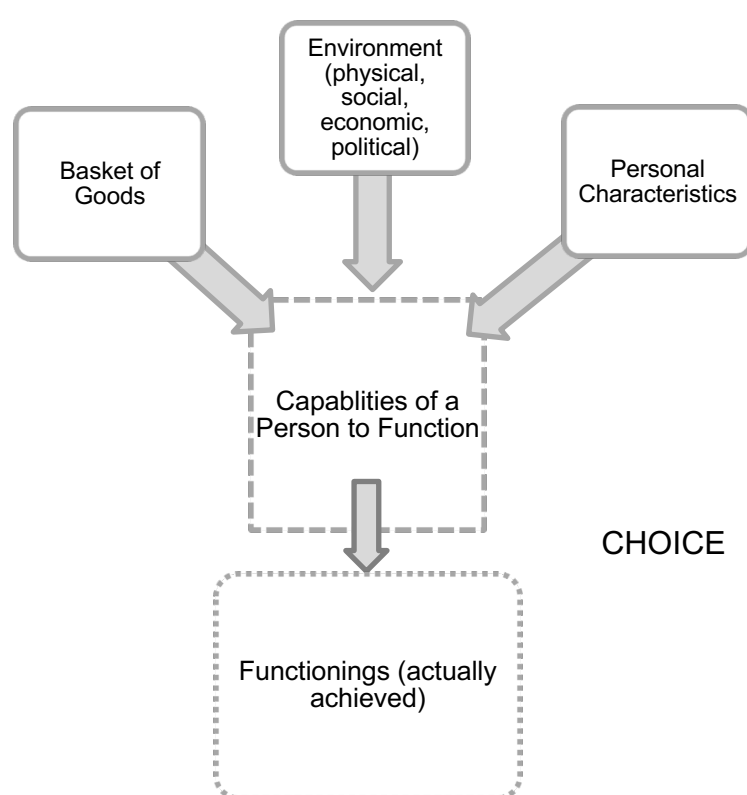 Environment
(physical,
social,
economic,
political)
Basket of
Goods
Personal
Characteristics
Capablities of a
Person to Function
CHOICE
Functionings (actually
achieved)